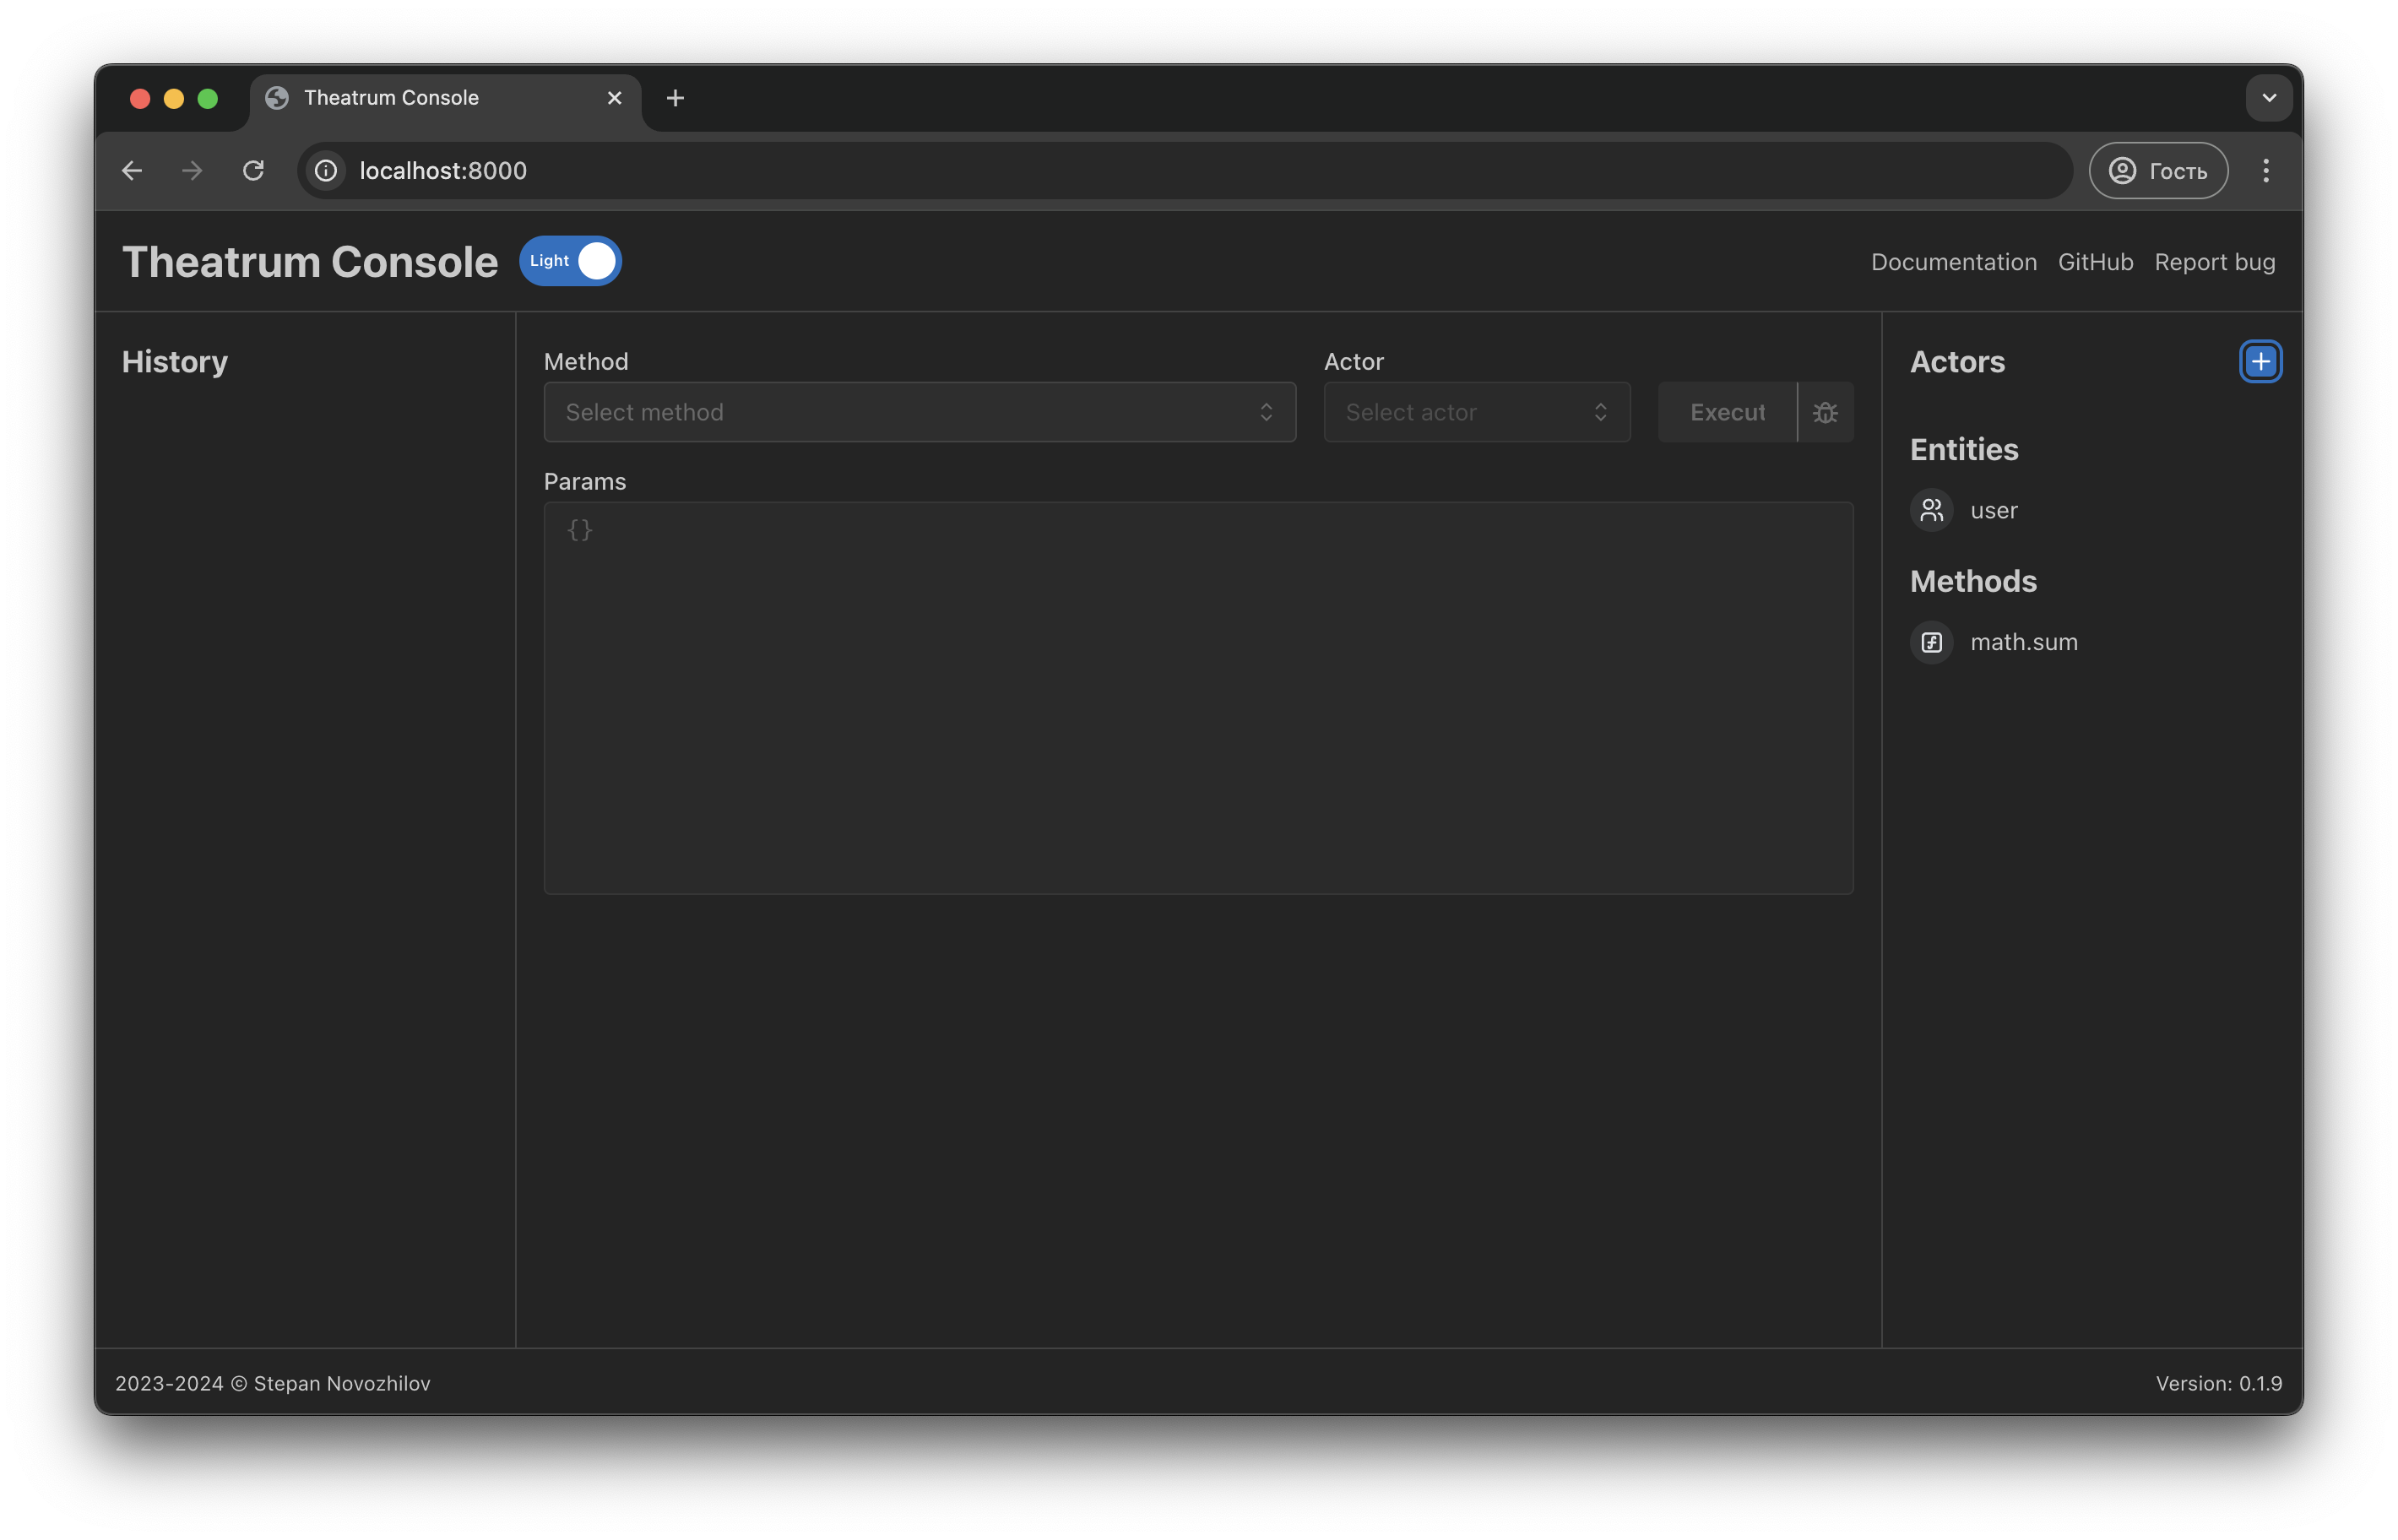 Theatrum Console
localhost:8000
Гость
Theatrum Console
Light
Documentation GitHub Report bug
History
Method
Select method
Actor
Select actor
Execut
Params
{}
Actors
Entities
user
Methods
math.sum
2023-2024 © Stepan Novozhilov
Version: 0.1.9